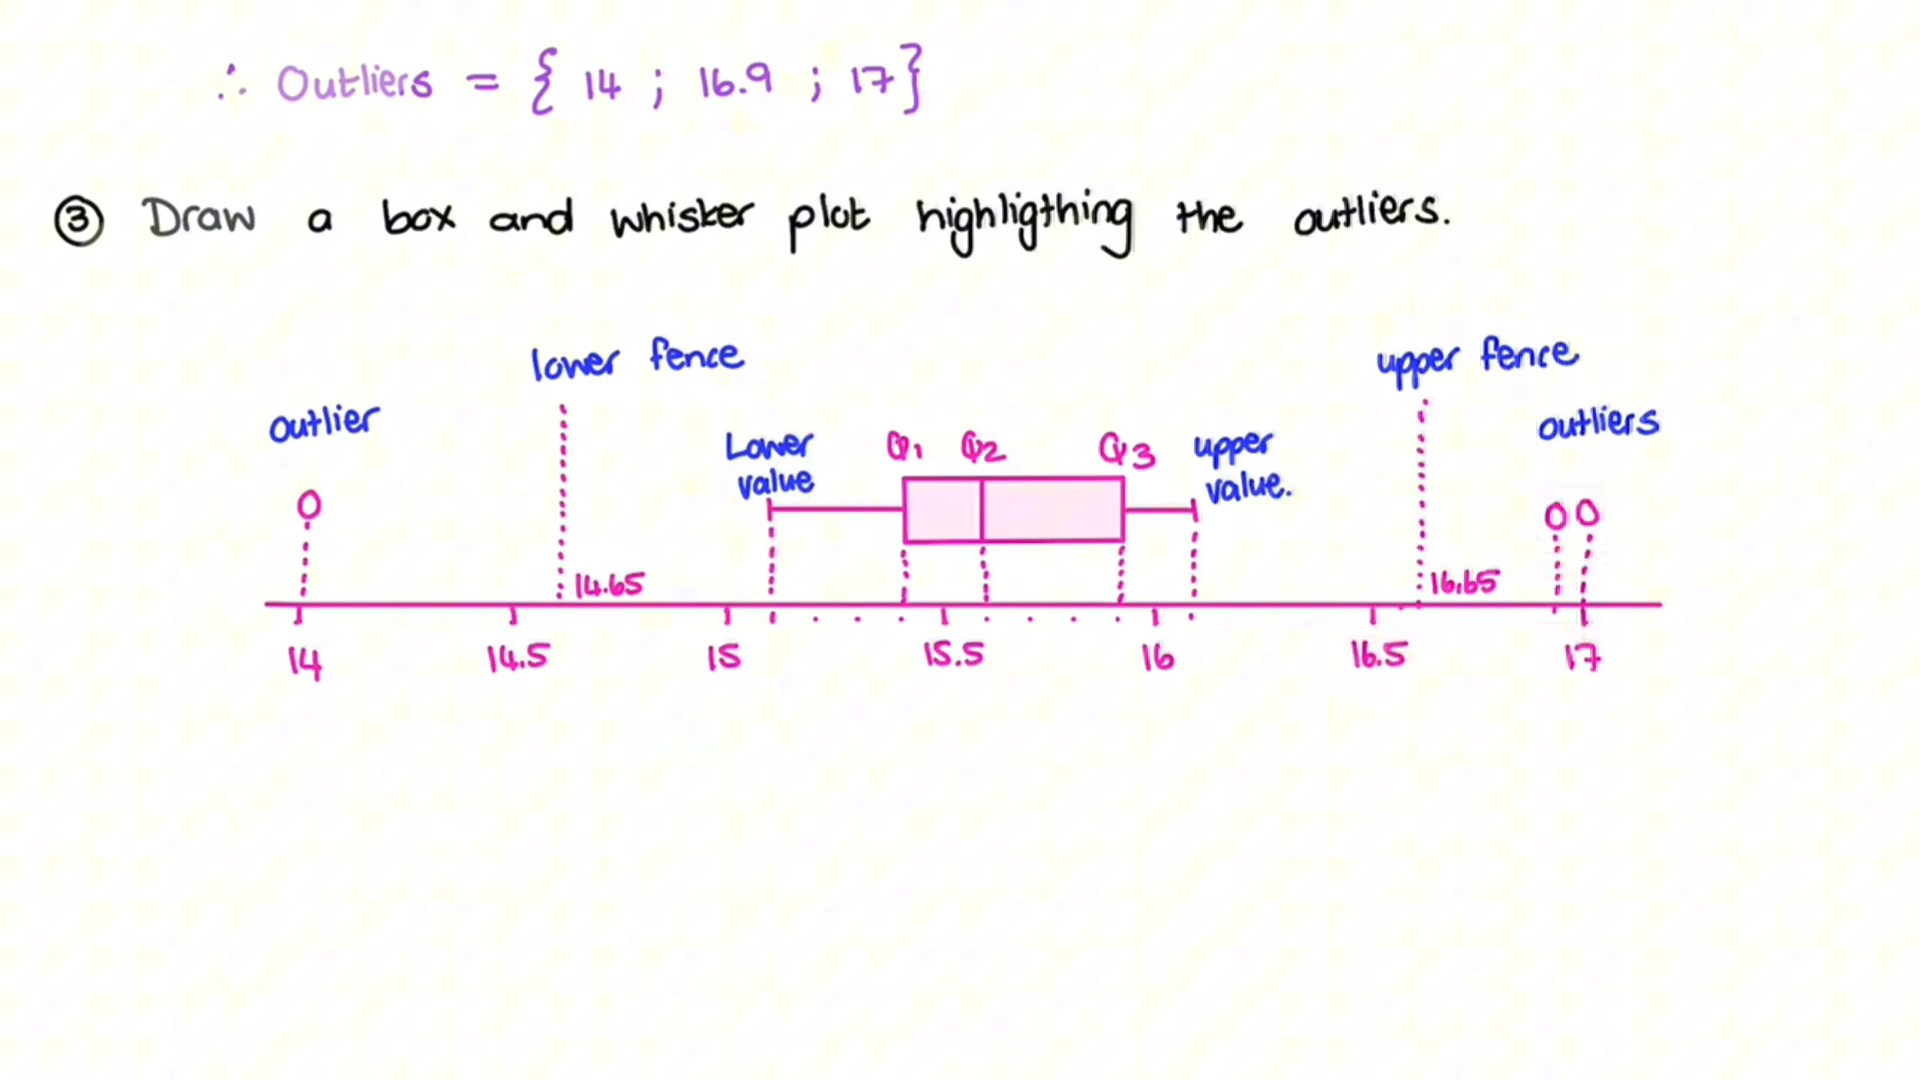 ∴ Outliers = { 14 ; 16.9 ; 17}
③ Draw a box and whisker plot highligthing the outliers.
lower fence
upper fence
outlier
outliers
Lower value
Q1
Q2
Q3
upper value.
14.65
16.65
14
14.5
15
15.5
16
16.5
17